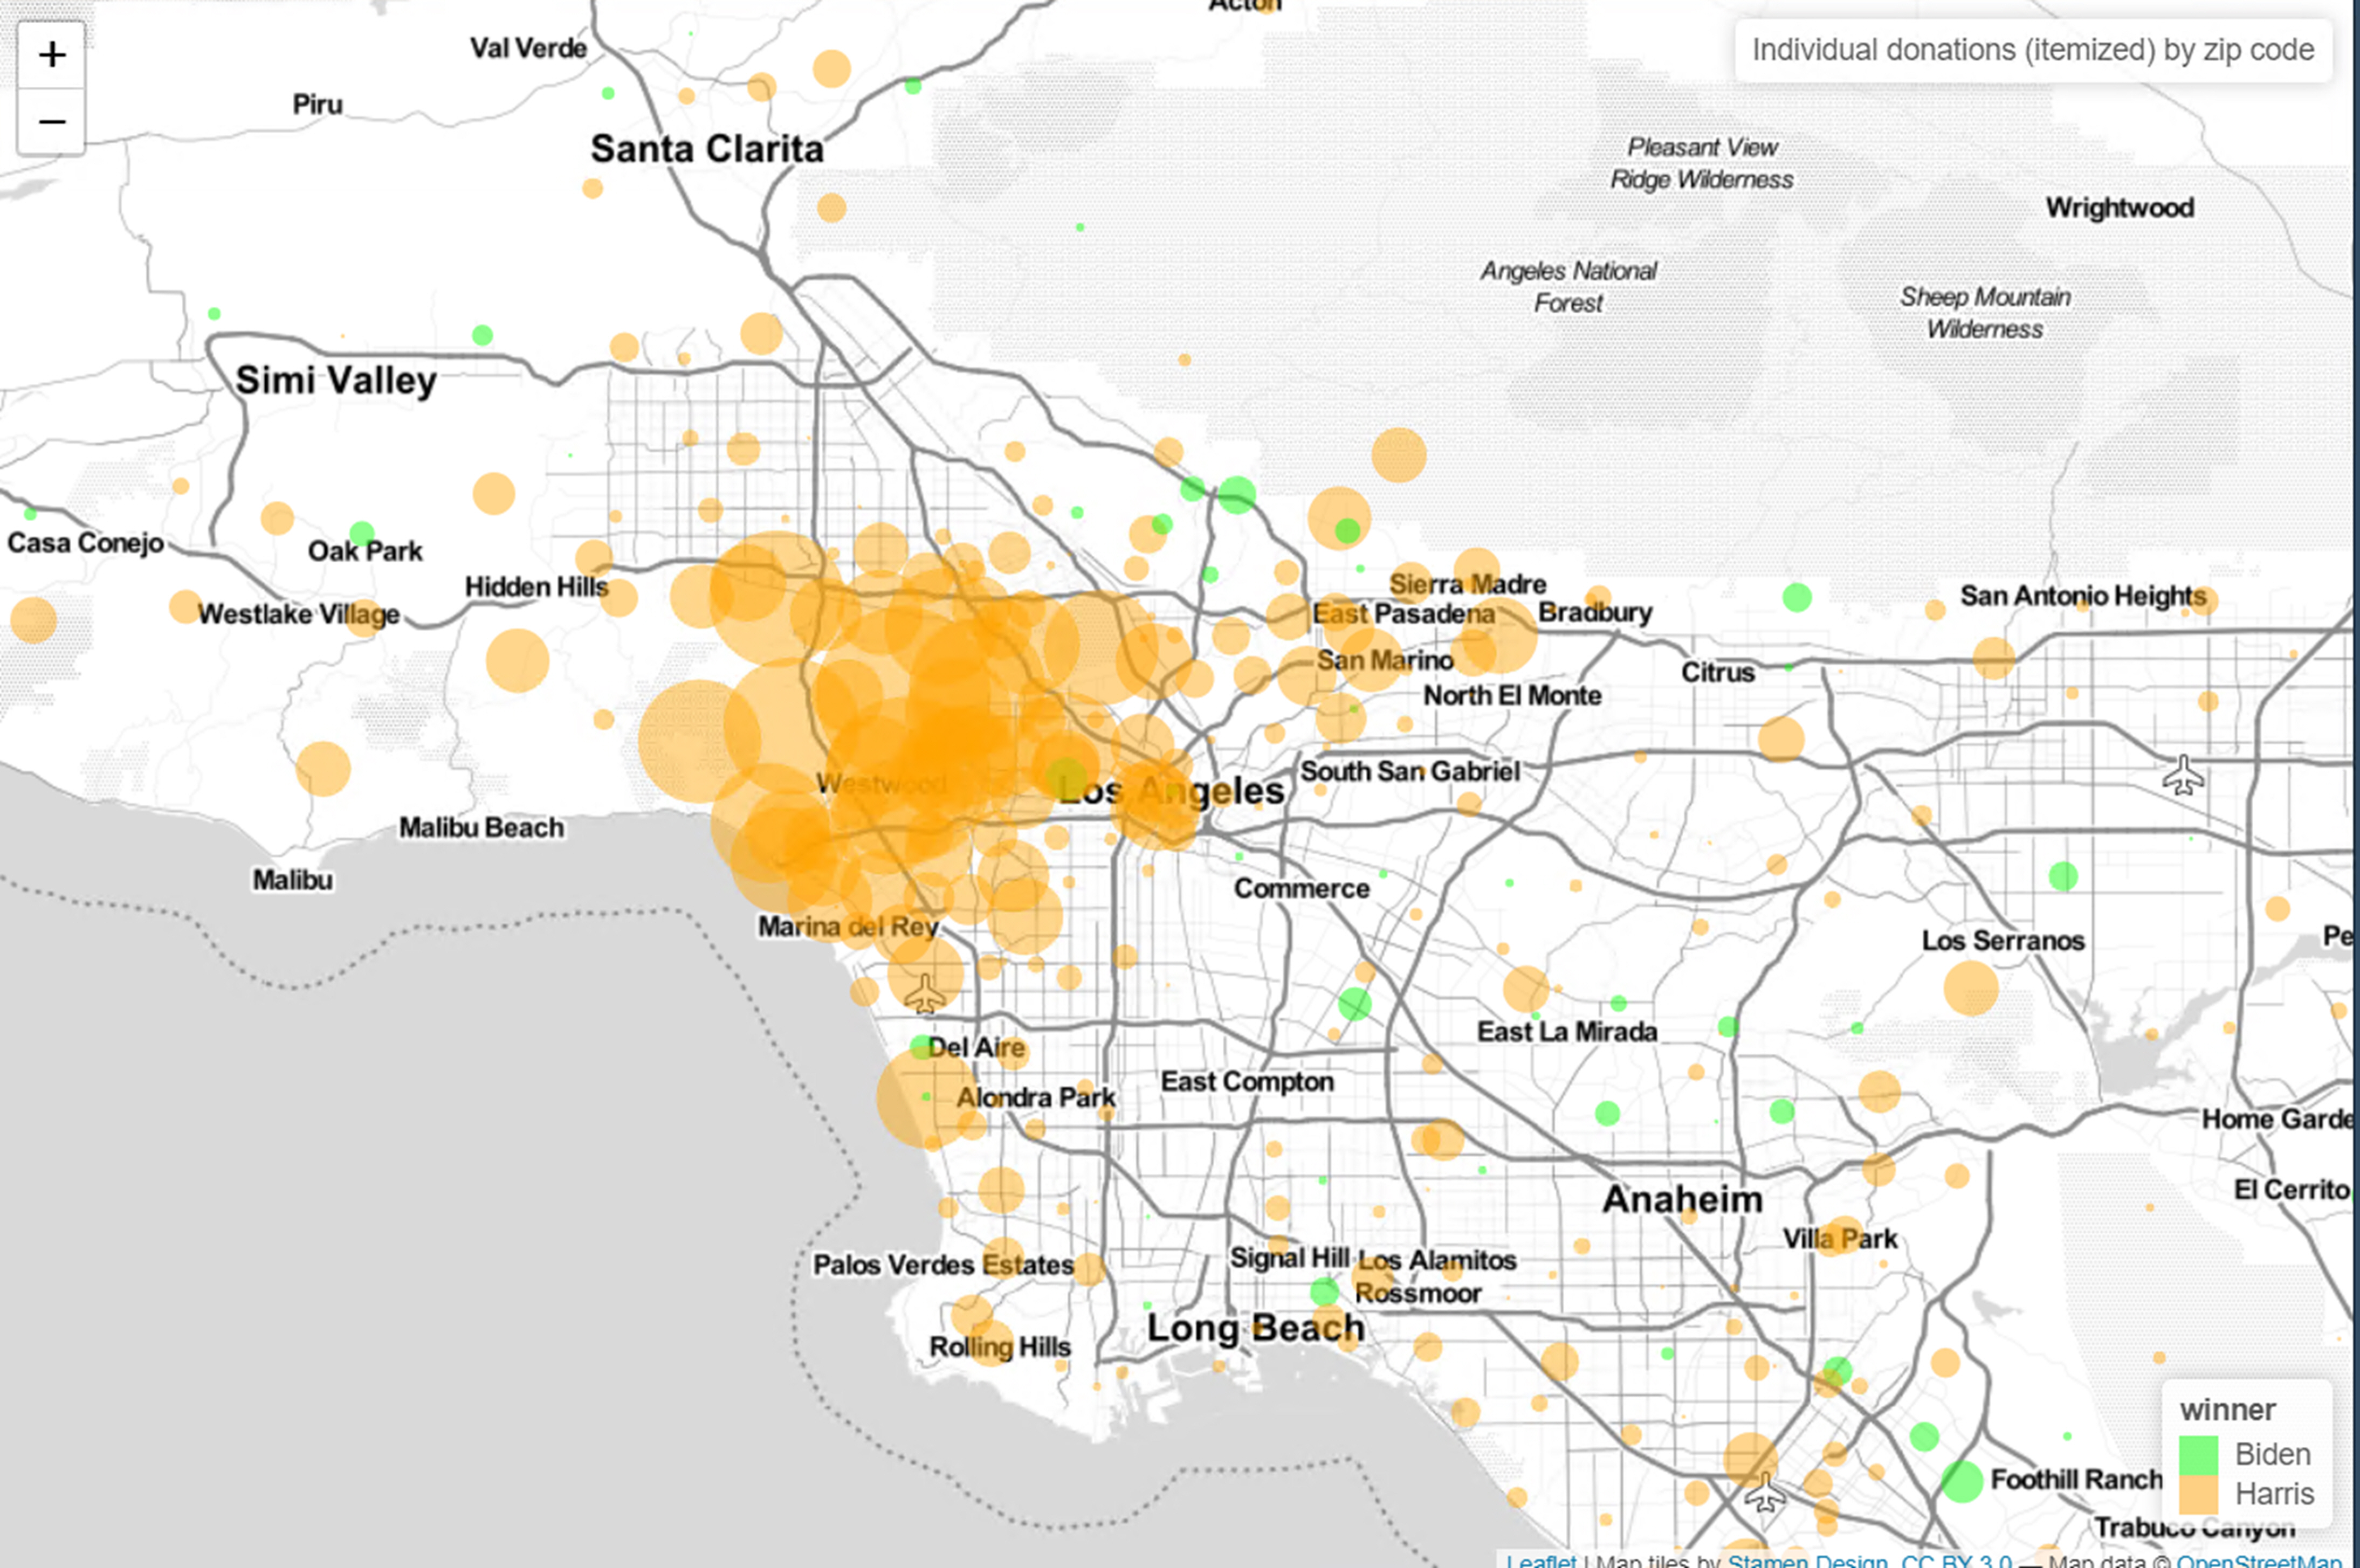 Acton
+
Val Verde
Individual donations (itemized) by zip code
Piru
−
Santa Clarita
Pleasant View
Ridge Wilderness
Wrightwood
Angeles National
Forest
Sheep Mountain
Wilderness
Simi Valley
Casa Conejo
Oak Park
Hidden Hills
Sierra Madre
San Antonio Heights
Westlake Village
East Pasadena
Bradbury
San Marino
Citrus
North El Monte
South San Gabriel
Westwood
Los Angeles
Malibu Beach
Malibu
Commerce
Marina del Rey
Los Serranos
Pe
East La Mirada
Del Aire
East Compton
Alondra Park
Home Garde
Anaheim
El Cerrito
Villa Park
Palos Verdes Estates
Signal Hill
Los Alamitos
Rossmoor
Long Beach
Rolling Hills
winner
Biden
Foothill Ranch
Harris
Trabuco Canyon
Leaflet | Map tiles by Stamen Design, CC BY 3.0 — Map data © OpenStreetMap